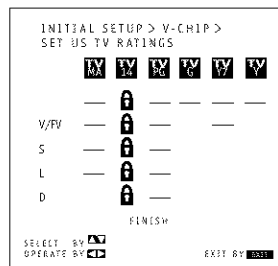 INITIAL SETUP > V-CHIP >
SET US TV RATINGS
TV MA TV 14 TV PG TV G TV Y7 TV Y
V/FV
S
L
D
FINISH
SELECT BY
OPERATE BY EXIT BY EXIT